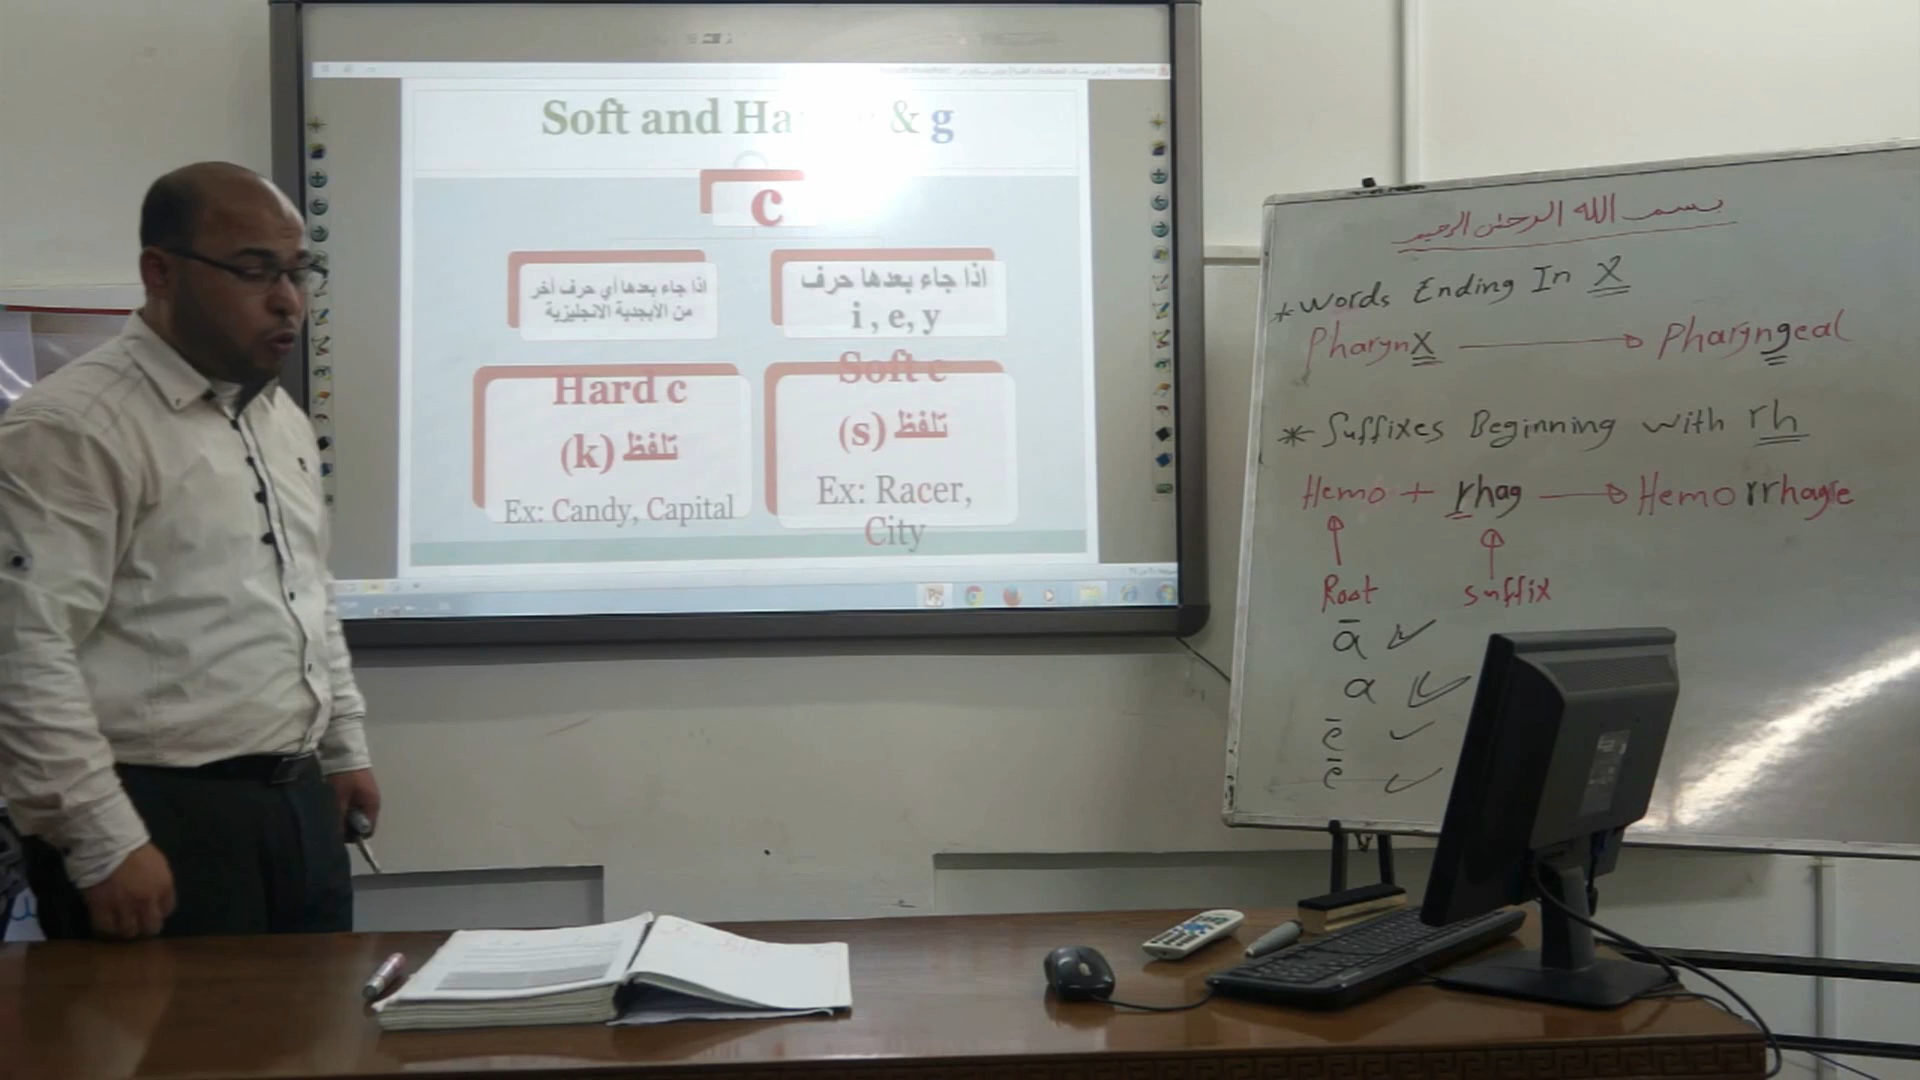 Soft and Ha & g
c
اذا جاء بعدها أي حرف أخر
من الأبجدية الانجليزية
اذا جاء بعدها حرف
i , e, y
Hard c
تلفظ (k)
Ex: Candy, Capital
Soft c
تلفظ (s)
Ex: Racer,
City
بسم الله الرحمن الرحيم
+ Words Ending In X
PharynX → Pharyngeal
* Suffixes Beginning with rh
Hemo + rhag → Hemorrhage
Root suffix
ā ✓
a ✓
ē ✓
ē ✓